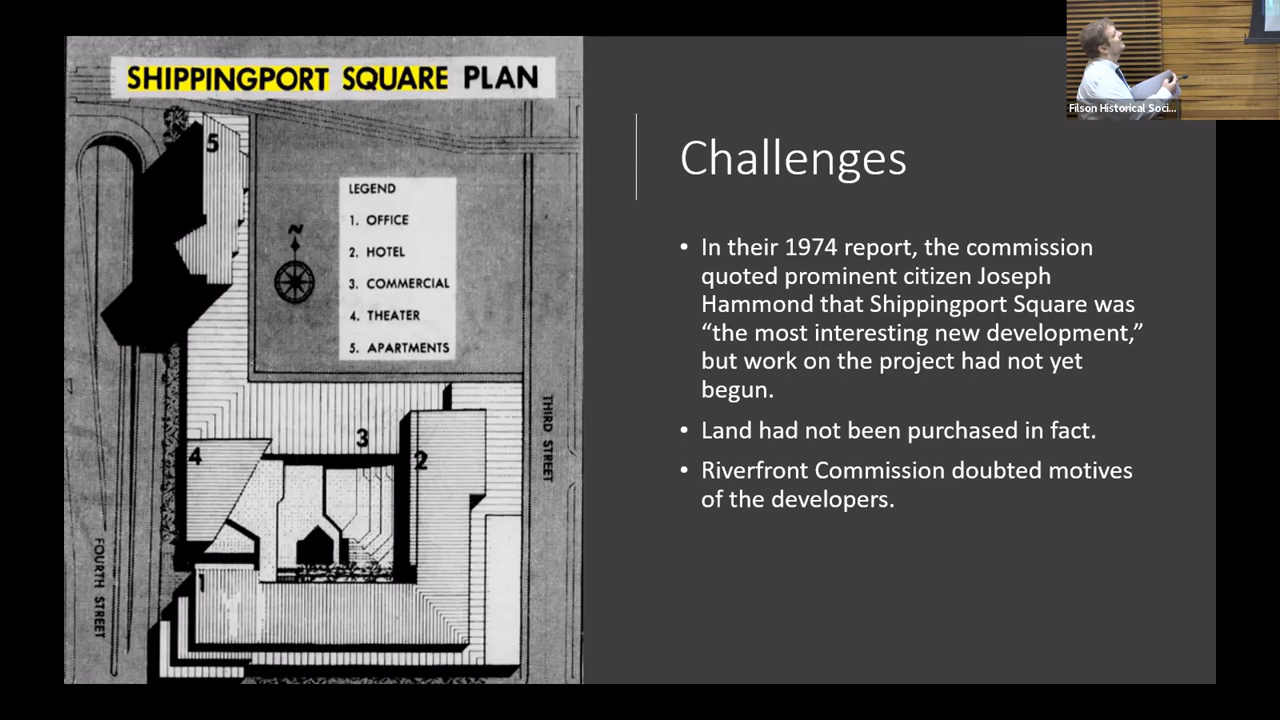 SHIPPINGPORT SQUARE PLAN
5
LEGEND
1. OFFICE
2. HOTEL
3. COMMERCIAL
4. THEATER
5. APARTMENTS
N
THIRD STREET
3
4
2
1
FOURTH STREET
Challenges
• In their 1974 report, the commission
quoted prominent citizen Joseph
Hammond that Shippingport Square was
“the most interesting new development,”
but work on the project had not yet
begun.
• Land had not been purchased in fact.
• Riverfront Commission doubted motives
of the developers.
Filson Historical Soci...